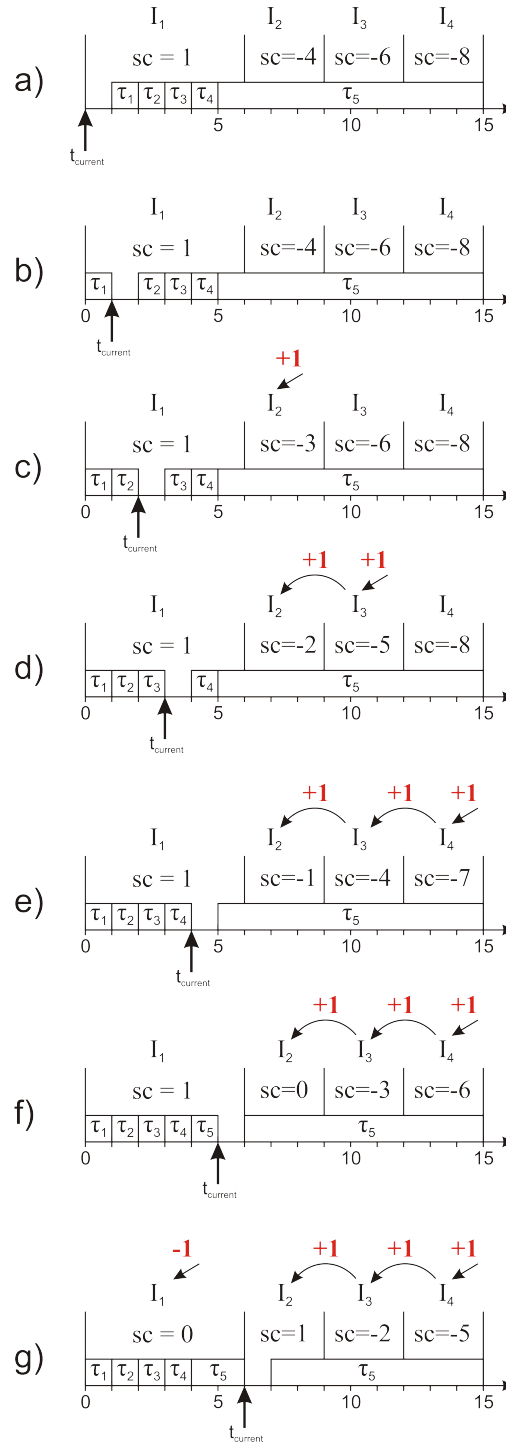 I₁ I₂ I₃ I₄
sc = 1 sc=-4 sc=-6 sc=-8
a)
τ₁ τ₂ τ₃ τ₄ τ₅
0 5 10 15
t_current
I₁ I₂ I₃ I₄
sc = 1 sc=-4 sc=-6 sc=-8
b)
τ₁ τ₂ τ₃ τ₄ τ₅
0 5 10 15
t_current
+1
I₁ I₂ I₃ I₄
sc = 1 sc=-3 sc=-6 sc=-8
c)
τ₁ τ₂ τ₃ τ₄ τ₅
0 5 10 15
t_current
+1 +1
I₁ I₂ I₃ I₄
sc = 1 sc=-2 sc=-5 sc=-8
d)
τ₁ τ₂ τ₃ τ₄ τ₅
0 5 10 15
t_current
+1 +1 +1
I₁ I₂ I₃ I₄
sc = 1 sc=-1 sc=-4 sc=-7
e)
τ₁ τ₂ τ₃ τ₄ τ₅
0 5 10 15
t_current
+1 +1 +1
I₁ I₂ I₃ I₄
sc = 1 sc=0 sc=-3 sc=-6
f)
τ₁ τ₂ τ₃ τ₄ τ₅ τ₅
0 5 10 15
t_current
-1 +1 +1 +1
I₁ I₂ I₃ I₄
sc = 0 sc=1 sc=-2 sc=-5
g)
τ₁ τ₂ τ₃ τ₄ τ₅ τ₅
0 5 10 15
t_current